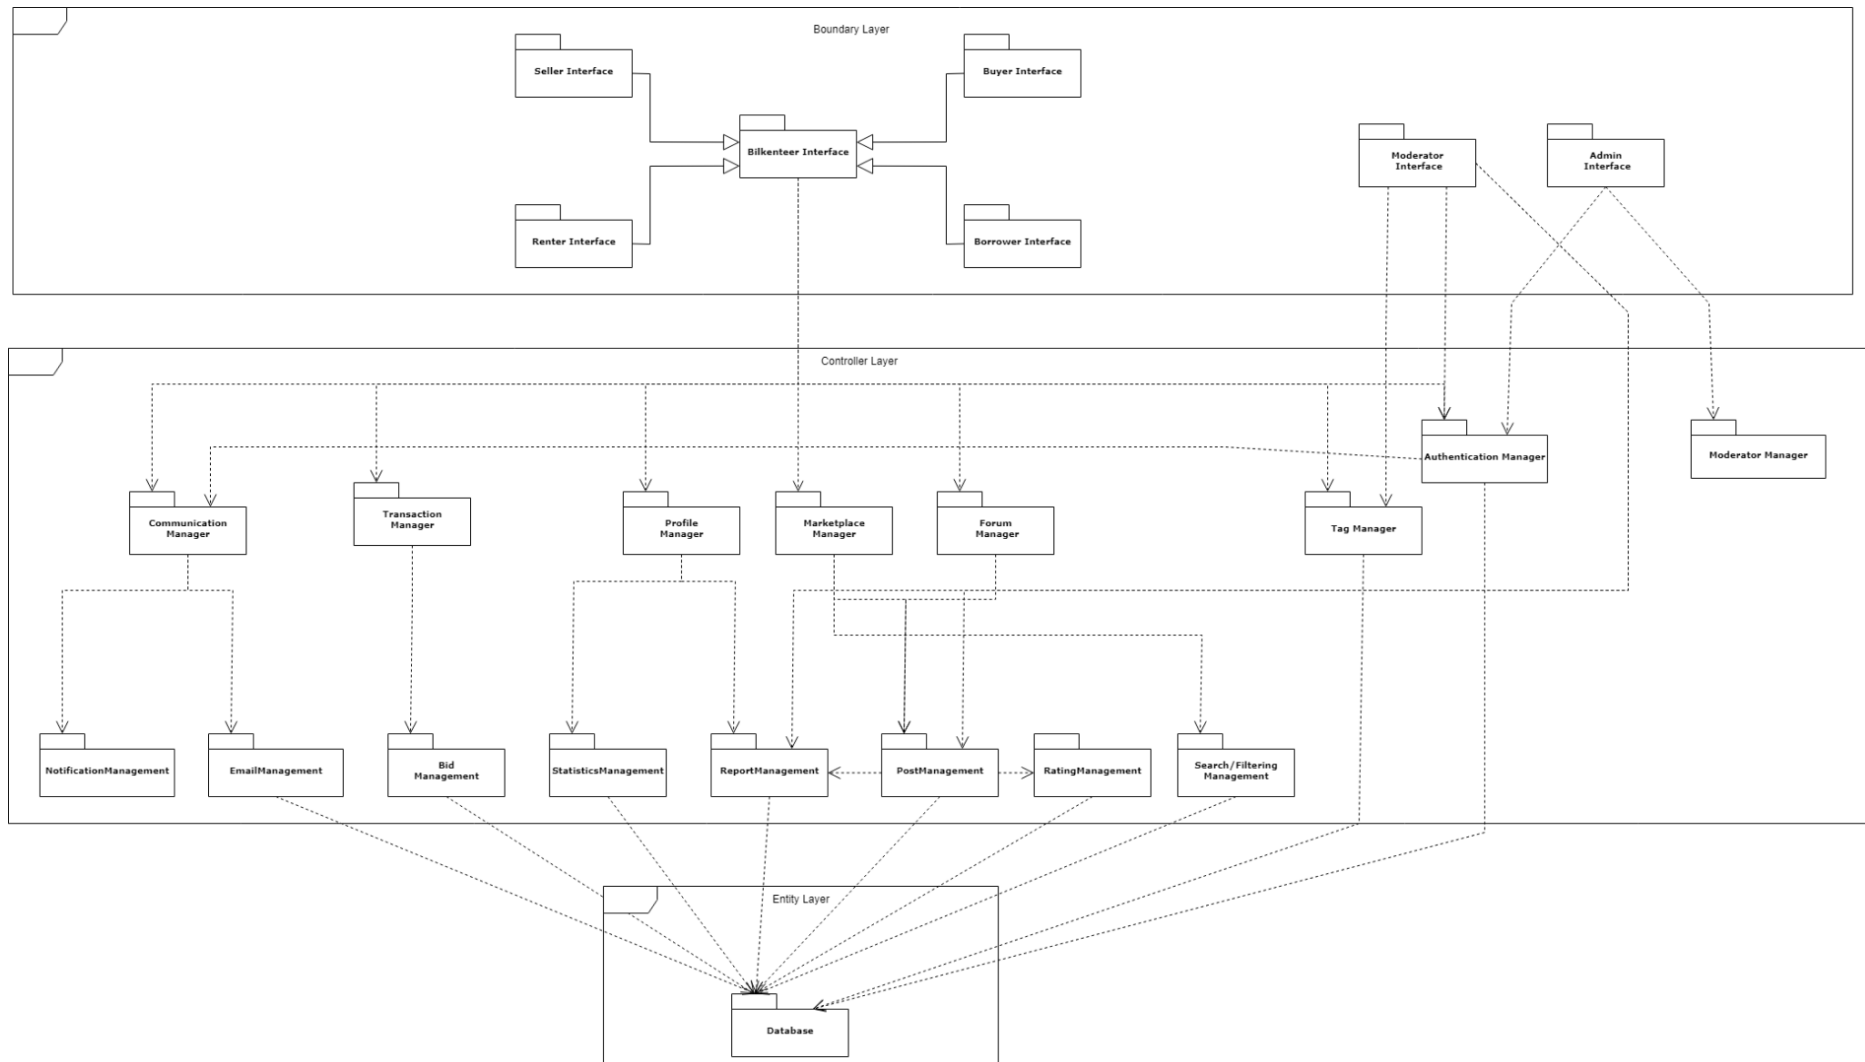 Boundary Layer
Seller Interface
Buyer Interface
Bilkenteer Interface
Moderator
Interface
Admin
Interface
Renter Interface
Borrower Interface
Controller Layer
Authentication Manager
Moderator Manager
Communication
Manager
Transaction
Manager
Profile
Manager
Marketplace
Manager
Forum
Manager
Tag Manager
NotificationManagement
EmailManagement
Bid
Management
StatisticsManagement
ReportManagement
PostManagement
RatingManagement
Search/Filtering
Management
Entity Layer
Database